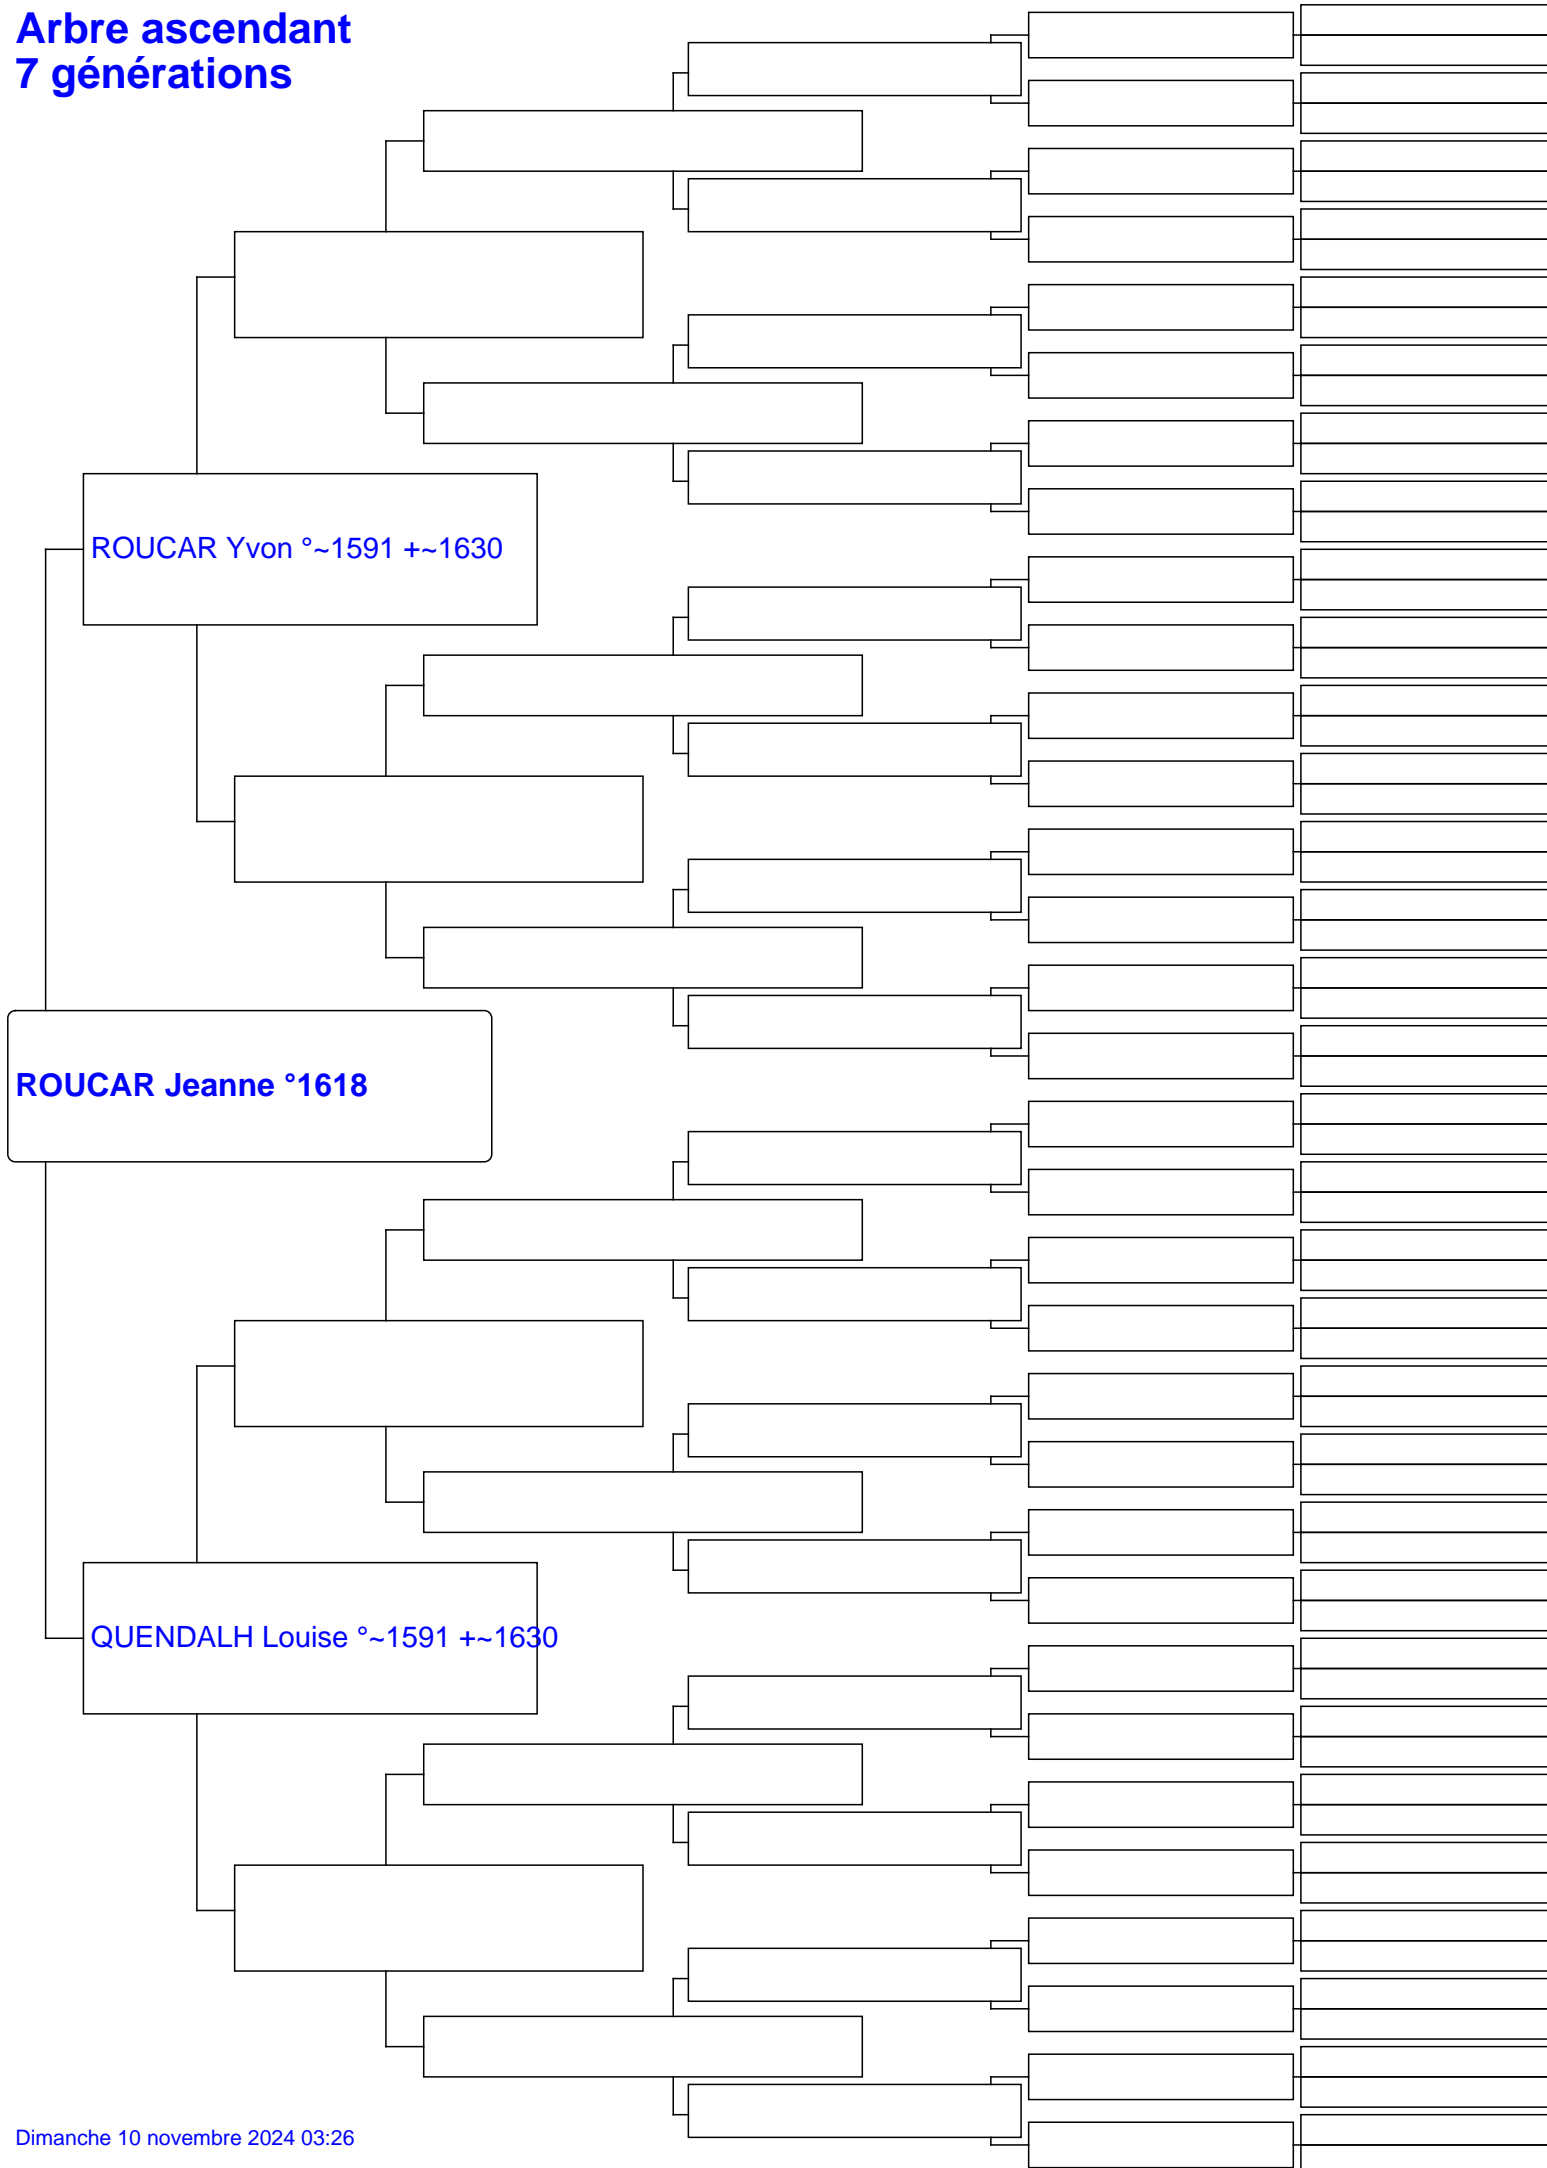 Arbre ascendant
7 générations
ROUCAR Yvon °~1591 +~1630
ROUCAR Jeanne °1618
QUENDALH Louise °~1591 +~1630
Dimanche 10 novembre 2024 03:26